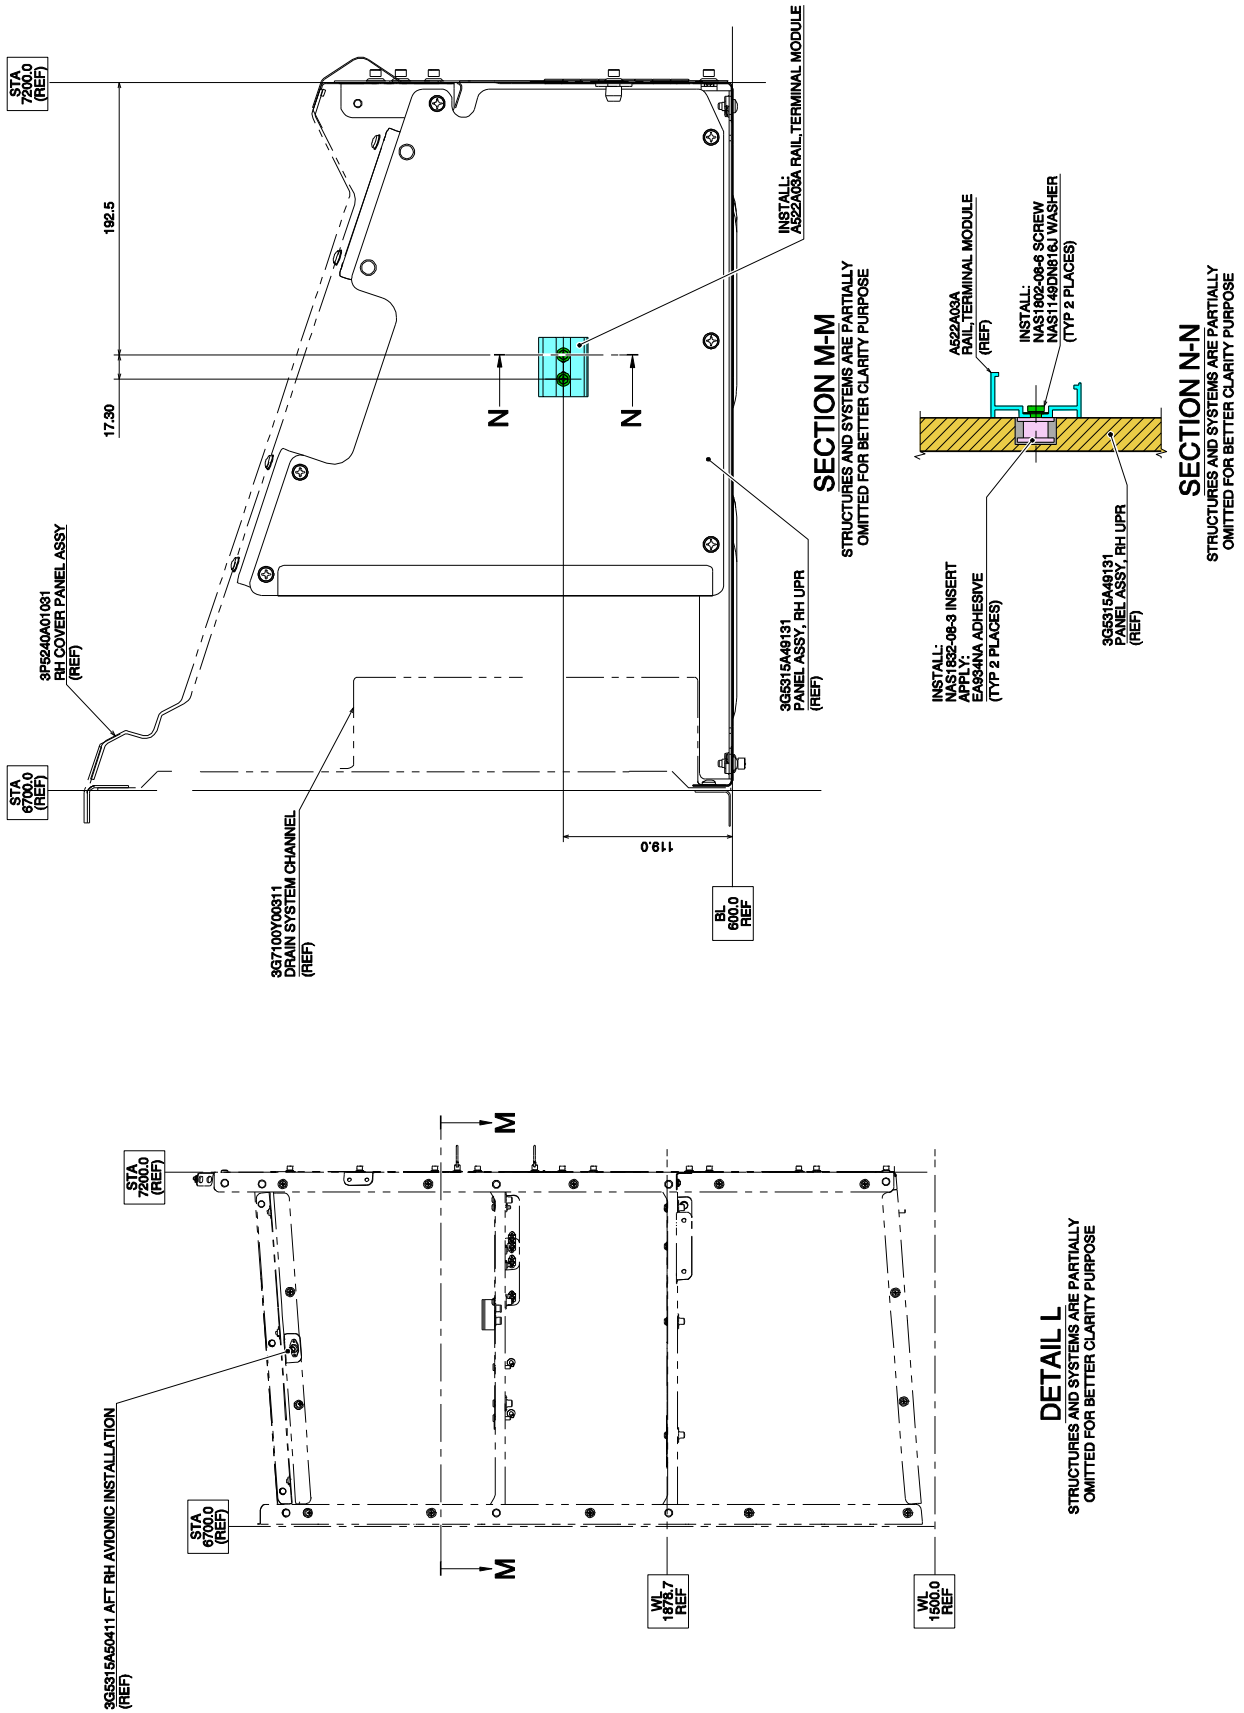 3G5315A50411 AFT RH AVIONIC INSTALLATION
(REF)
STA
6700.0
(REF)
STA
7200.0
(REF)
M
M
WL
1878.7
REF
WL
1500.0
REF
DETAIL L
STRUCTURES AND SYSTEMS ARE PARTIALLY
OMITTED FOR BETTER CLARITY PURPOSE
STA
6700.0
(REF)
STA
7200.0
(REF)
3P5240A01031
RH COVER PANEL ASSY
(REF)
17.30
192.5
3G7100Y00311
DRAIN SYSTEM CHANNEL
(REF)
119.0
BL
600.0
REF
N
N
INSTALL:
A522A03A RAIL,TERMINAL MODULE
3G5315A49131
PANEL ASSY, RH UPR
(REF)
SECTION M-M
STRUCTURES AND SYSTEMS ARE PARTIALLY
OMITTED FOR BETTER CLARITY PURPOSE
A522A03A
RAIL,TERMINAL MODULE
(REF)
INSTALL:
NAS1802-08-6 SCREW
NAS1149DN816J WASHER
(TYP 2 PLACES)
INSTALL:
NAS1832-08-3 INSERT
APPLY:
EA934NA ADHESIVE
(TYP 2 PLACES)
3G5315A49131
PANEL ASSY, RH UPR
(REF)
SECTION N-N
STRUCTURES AND SYSTEMS ARE PARTIALLY
OMITTED FOR BETTER CLARITY PURPOSE